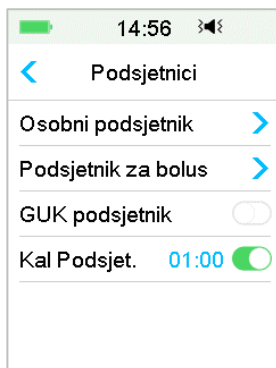 14:56
Podsjetnici
Osobni podsjetnik
Podsjetnik za bolus
GUK podsjetnik
Kal Podsjet. 01:00